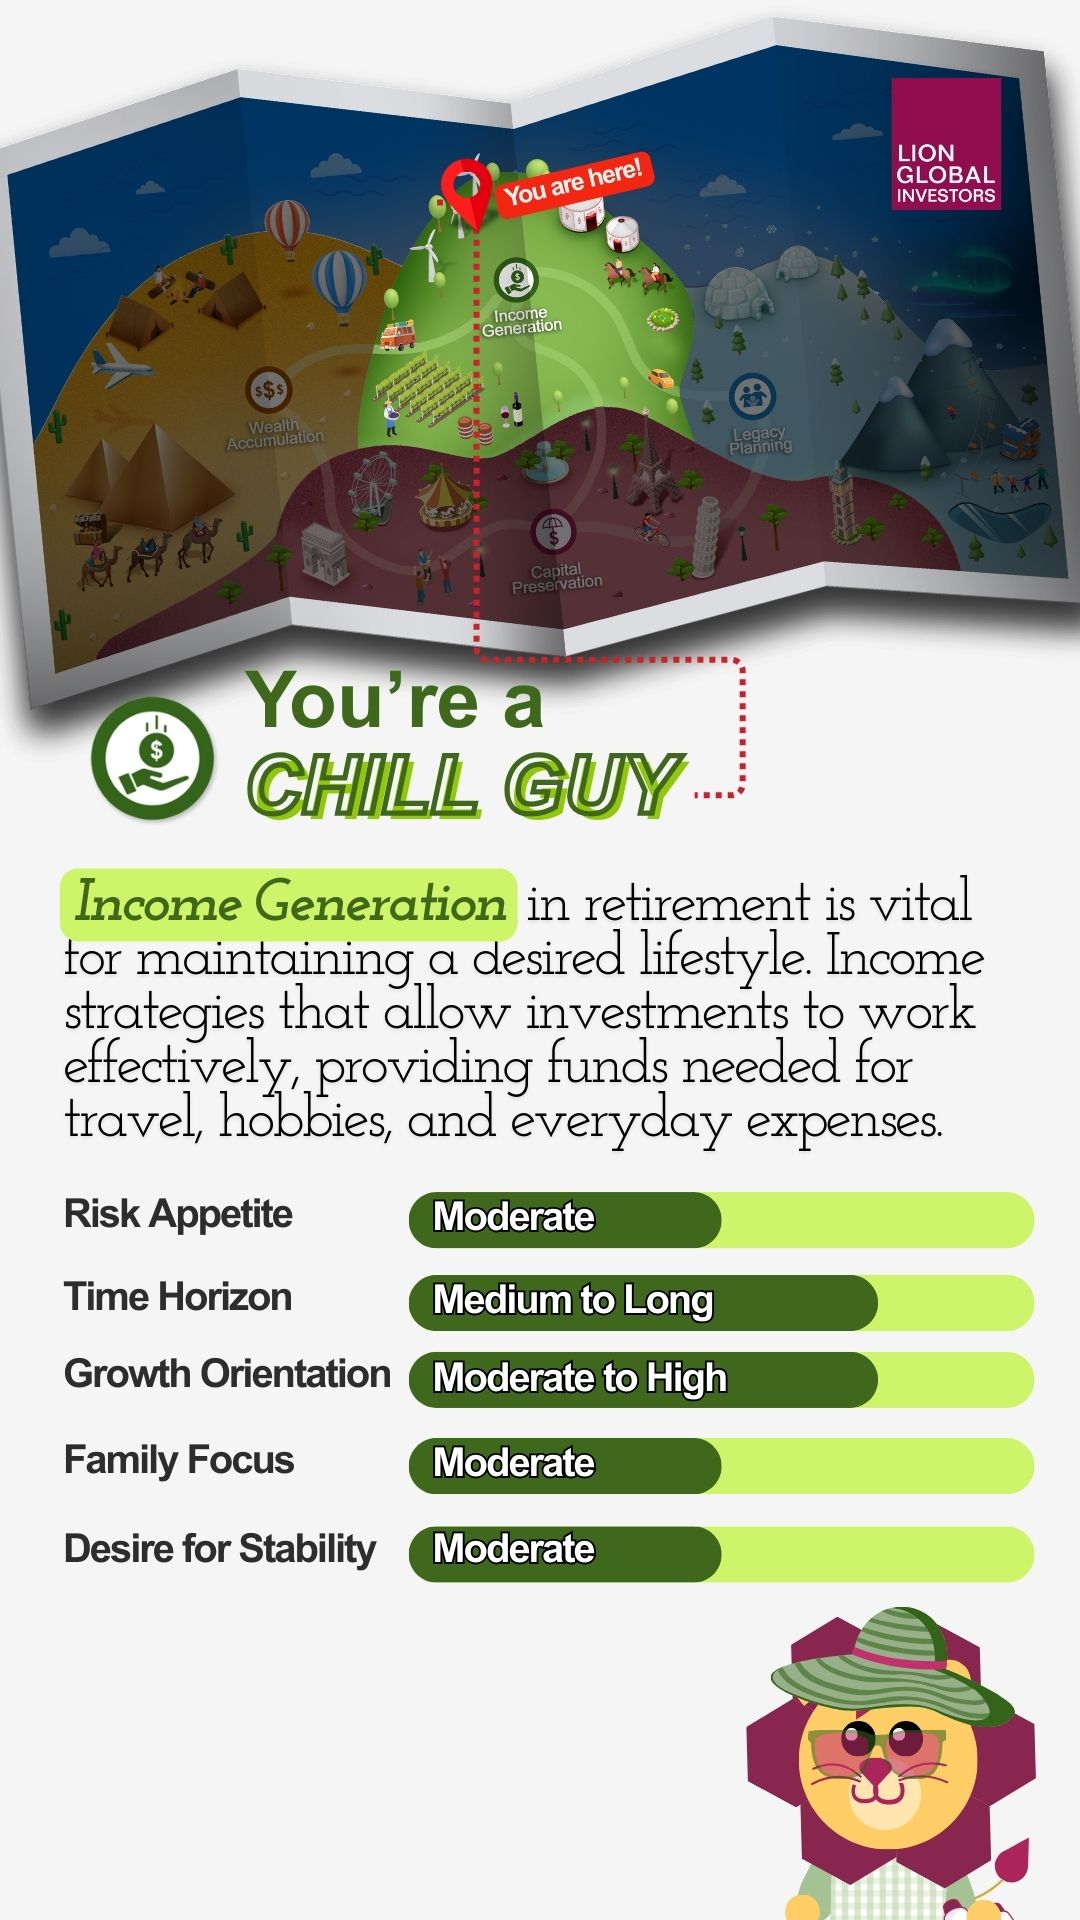 LION
GLOBAL
INVESTORS
You are here!
Income
Generation
$$$
Wealth
Accumulation
Legacy
Planning
$
Capital
Preservation
You’re a
CHILL GUY
$
Income Generation in retirement is vital
for maintaining a desired lifestyle. Income
strategies that allow investments to work
effectively, providing funds needed for
travel, hobbies, and everyday expenses.
Risk Appetite Moderate
Time Horizon Medium to Long
Growth Orientation Moderate to High
Family Focus Moderate
Desire for Stability Moderate